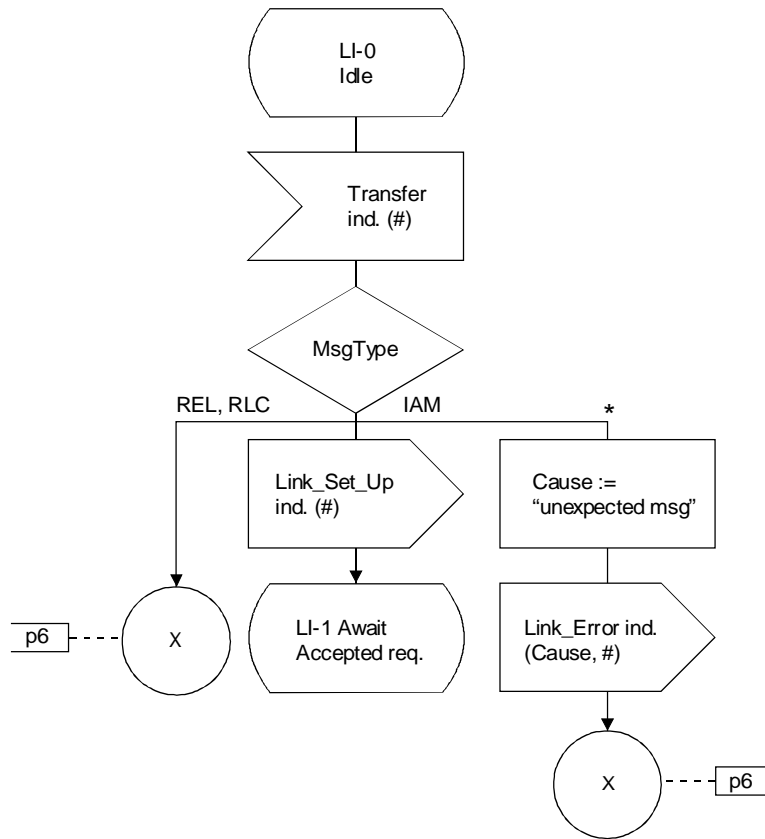 LI-0
Idle
Transfer
ind. (#)
MsgType
REL, RLC
IAM
*
Link_Set_Up
ind. (#)
Cause :=
“unexpected msg”
p6
X
LI-1 Await
Accepted req.
Link_Error ind.
(Cause, #)
X
p6